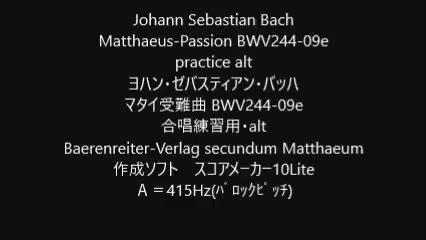 Johann Sebastian Bach
Matthaeus-Passion BWV244-09e
practice alt
ヨハン・ゼバスティアン・バッハ
マタイ受難曲 BWV244-09e
合唱練習用・alt
Baerenreiter-Verlag secundum Matthaeum
作成ソフト　スコアメーカー10Lite
A＝415Hz(ﾊﾞﾛｯｸﾋﾟｯﾁ)